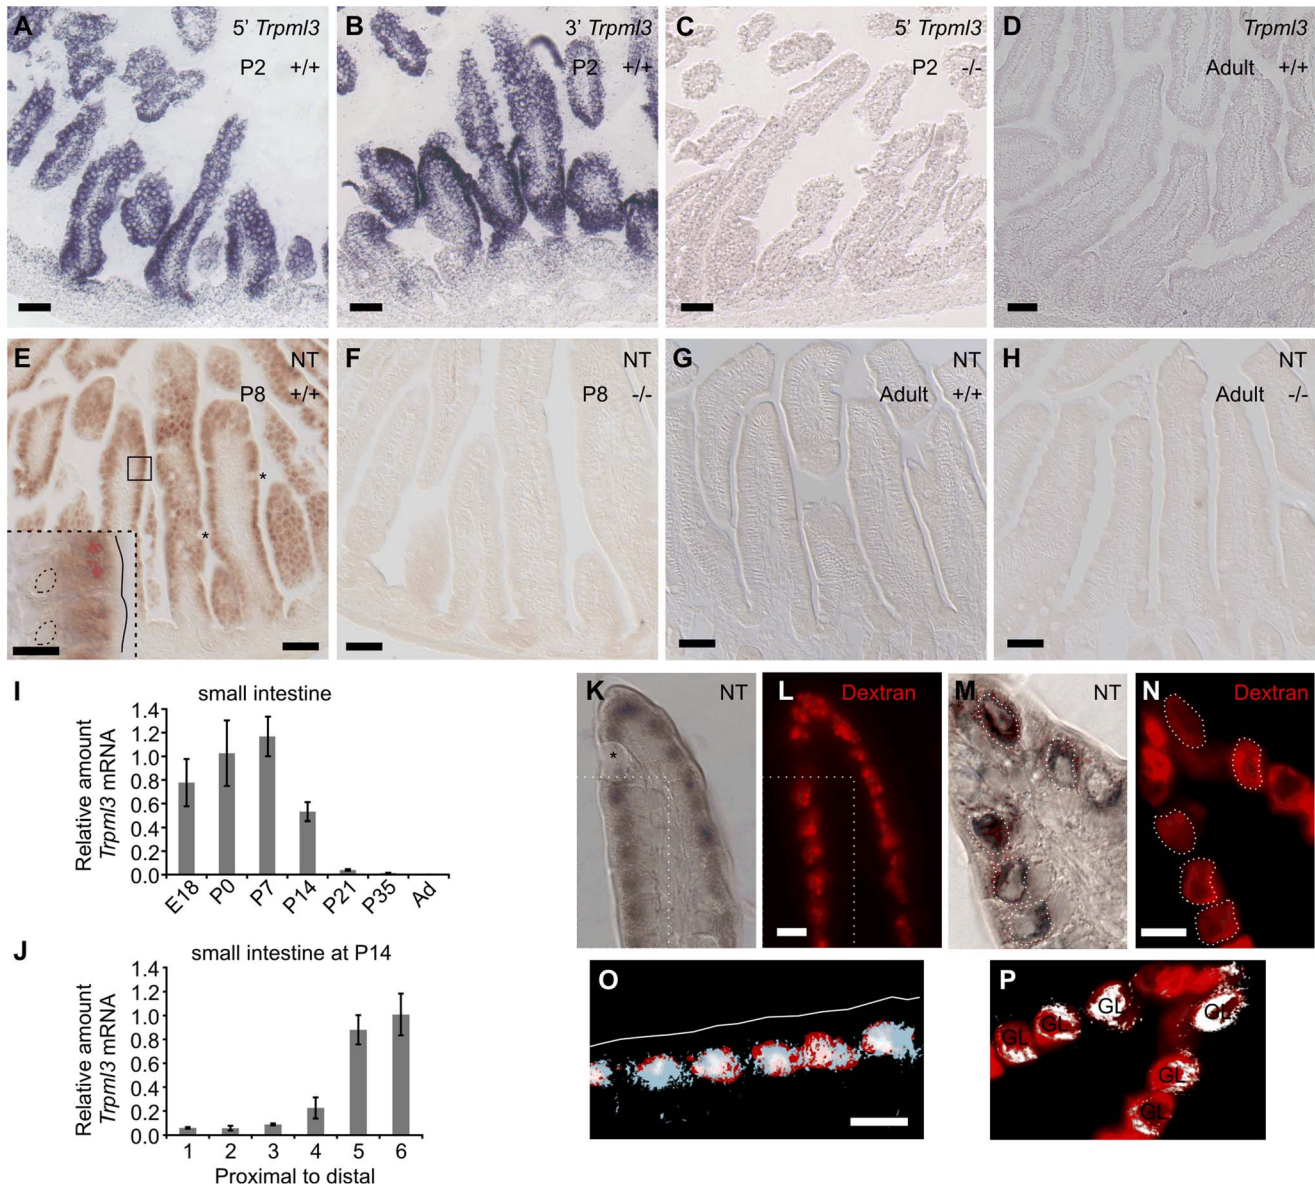 A
5’ Trpml3
P2 +/+
B
3’ Trpml3
P2 +/+
C
5’ Trpml3
P2 -/-
D
Trpml3
Adult +/+
E
NT
P8 +/+
*
*
F
NT
P8 -/-
G
NT
Adult +/+
H
NT
Adult -/-
I
small intestine
Relative amount
Trpml3 mRNA
1.4
1.2
1.0
0.8
0.6
0.4
0.2
0.0
E18 P0 P7 P14 P21 P35 Ad
J
small intestine at P14
Relative amount
Trpml3 mRNA
1.4
1.2
1.0
0.8
0.6
0.4
0.2
0.0
1 2 3 4 5 6
Proximal to distal
K
NT
*
L
Dextran
M
NT
N
Dextran
O
P
GL
GL
GL
GL
GL
GL